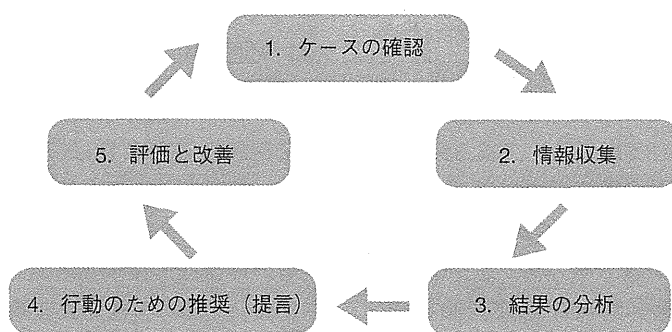 1. ケースの確認
2. 情報収集
3. 結果の分析
4. 行動のための推奨（提言）
5. 評価と改善